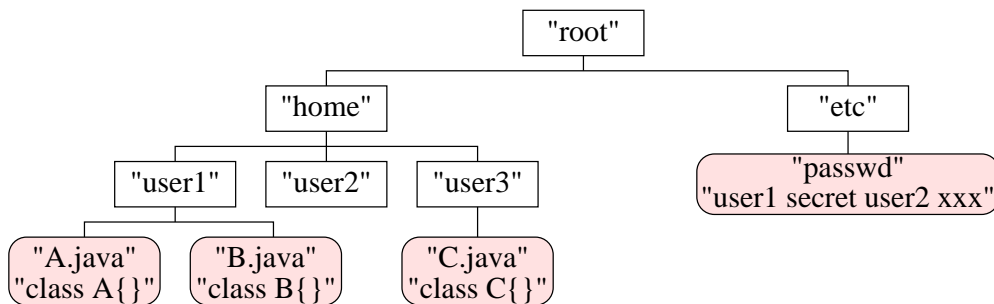 "root"
"home"
"etc"
"user1"
"user2"
"user3"
"passwd"
"user1 secret user2 xxx"
"A.java"
"class A{}"
"B.java"
"class B{}"
"C.java"
"class C{}"